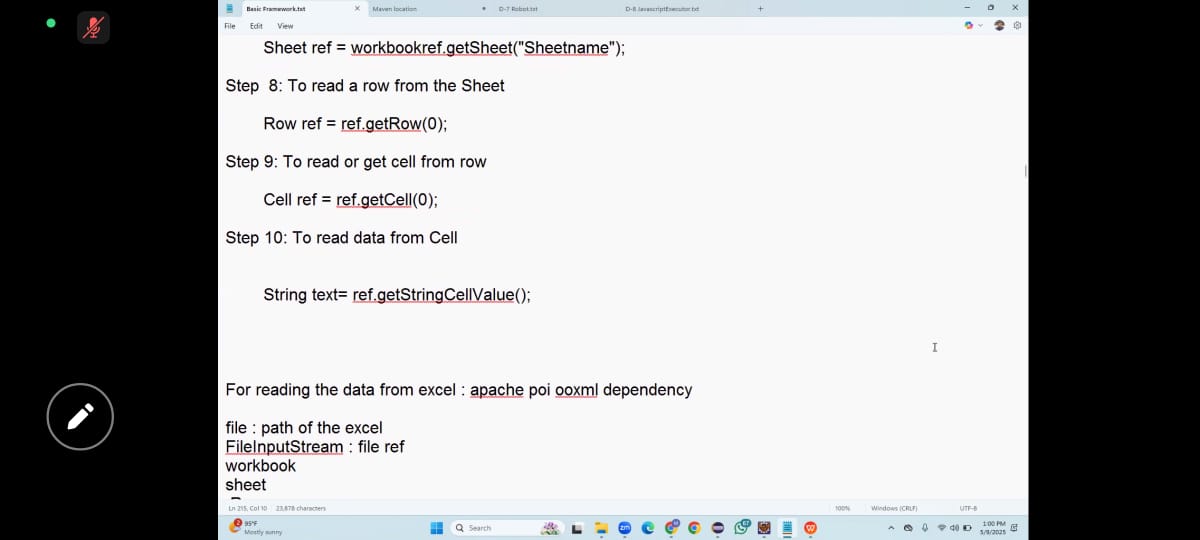 Basic Framework.txt
Maven location
D-7 Robot.txt
D-8 JavascriptExecutor.txt
File Edit View
Sheet ref = workbookref.getSheet("Sheetname");
Step 8: To read a row from the Sheet
Row ref = ref.getRow(0);
Step 9: To read or get cell from row
Cell ref = ref.getCell(0);
Step 10: To read data from Cell
String text= ref.getStringCellValue();
For reading the data from excel : apache poi ooxml dependency
file : path of the excel
FileInputStream : file ref
workbook
sheet
Ln 215, Col 10 23,878 characters 100% Windows (CRLF) UTF-8
2 95°F
Mostly sunny
Search
zm
1:00 PM
5/9/2025